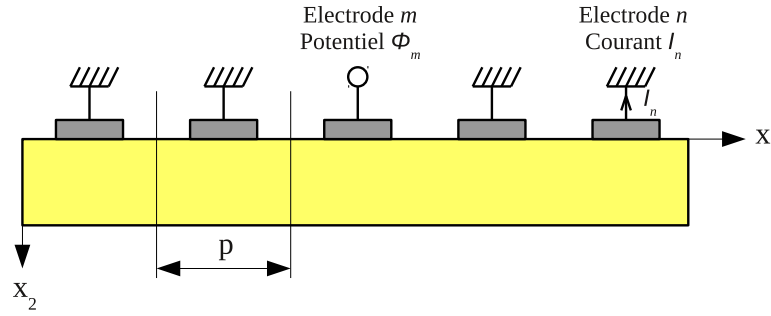 Electrode m
Potentiel Φm
Electrode n
Courant In
In
x
p
x2